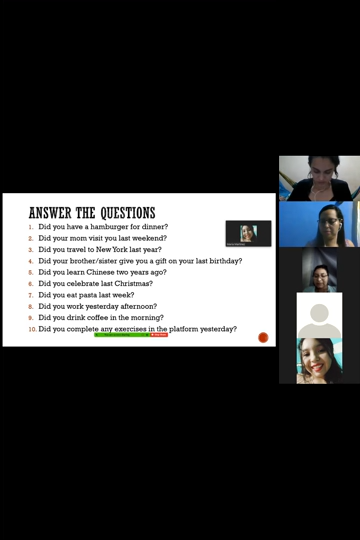 ANSWER THE QUESTIONS
1. Did you have a hamburger for dinner?
2. Did your mom visit you last weekend?
3. Did you travel to New York last year?
4. Did your brother/sister give you a gift on your last birthday?
5. Did you learn Chinese two years ago?
6. Did you celebrate last Christmas?
7. Did you eat pasta last week?
8. Did you work yesterday afternoon?
9. Did you drink coffee in the morning?
10. Did you complete any exercises in the platform yesterday?